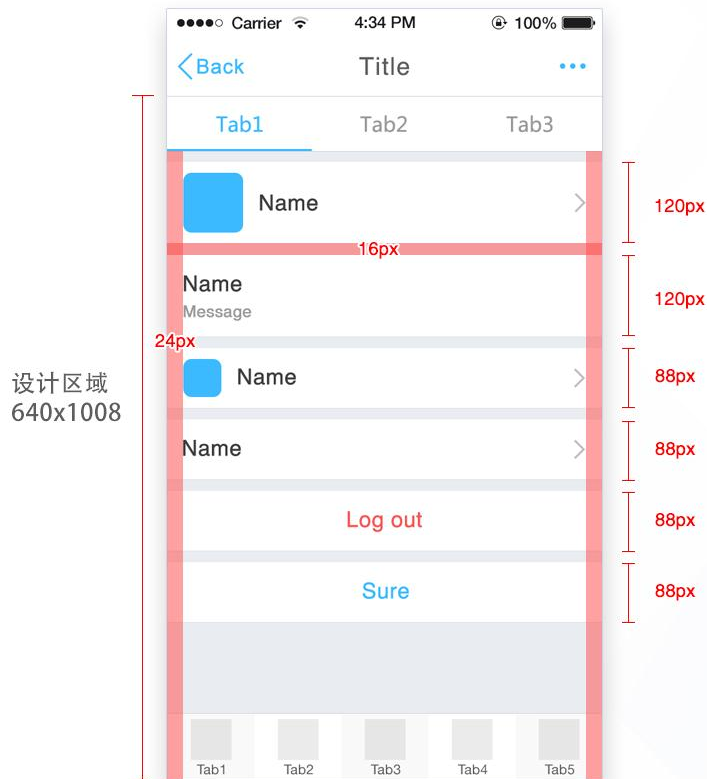 Carrier 4:34 PM 100%
Back Title
Tab1 Tab2 Tab3
Name 120px
16px
Name 120px
Message
24px
Name 88px
设计区域
640x1008
Name 88px
Log out 88px
Sure 88px
Tab1 Tab2 Tab3 Tab4 Tab5